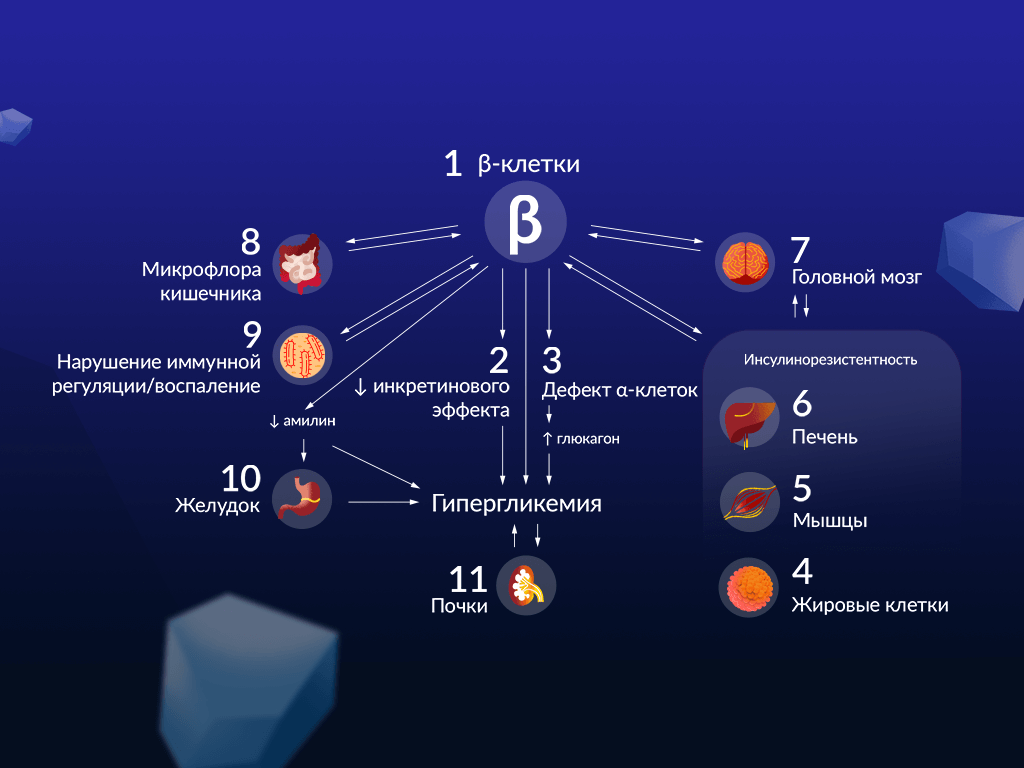 1 β-клетки
β
8
Микрофлора
кишечника
7
Головной мозг
9
Нарушение иммунной
регуляции/воспаление
2
↓ инкретинового
эффекта
3
Дефект α-клеток
↑ глюкагон
Инсулинорезистентность
6
Печень
5
Мышцы
4
Жировые клетки
↓ амилин
10
Желудок
Гипергликемия
11
Почки